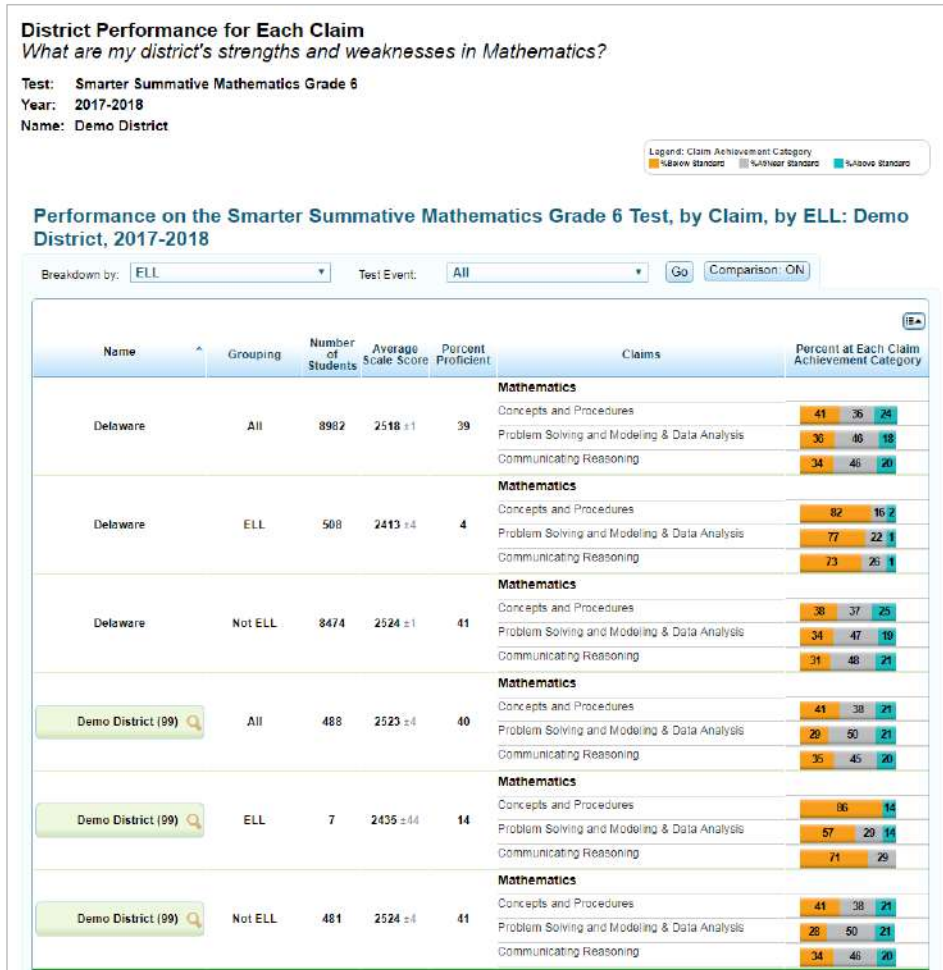 District Performance for Each Claim
What are my district's strengths and weaknesses in Mathematics?
Test: Smarter Summative Mathematics Grade 6
Year: 2017-2018
Name: Demo District
Legend: Claim Achievement Category
%Below Standard %At/Near Standard %Above Standard
Performance on the Smarter Summative Mathematics Grade 6 Test, by Claim, by ELL: Demo
District, 2017-2018
Breakdown by: ELL Test Event: All Go Comparison: ON
Name Grouping Number of Students Average Scale Score Percent Proficient Claims Percent at Each Claim Achievement Category
Mathematics
Concepts and Procedures 41 36 24
Delaware All 8982 2518 ±1 39
Problem Solving and Modeling & Data Analysis 36 46 18
Communicating Reasoning 34 46 20
Mathematics
Concepts and Procedures 82 16 2
Delaware ELL 508 2413 ±4 4
Problem Solving and Modeling & Data Analysis 77 22 1
Communicating Reasoning 73 26 1
Mathematics
Concepts and Procedures 38 37 25
Delaware Not ELL 8474 2524 ±1 41
Problem Solving and Modeling & Data Analysis 34 47 19
Communicating Reasoning 31 48 21
Mathematics
Concepts and Procedures 41 38 21
Demo District (99) All 488 2523 ±4 40
Problem Solving and Modeling & Data Analysis 29 50 21
Communicating Reasoning 35 45 20
Mathematics
Concepts and Procedures 86 14
Demo District (99) ELL 7 2435 ±44 14
Problem Solving and Modeling & Data Analysis 57 29 14
Communicating Reasoning 71 29
Mathematics
Concepts and Procedures 41 38 21
Demo District (99) Not ELL 481 2524 ±4 41
Problem Solving and Modeling & Data Analysis 28 50 21
Communicating Reasoning 34 46 20